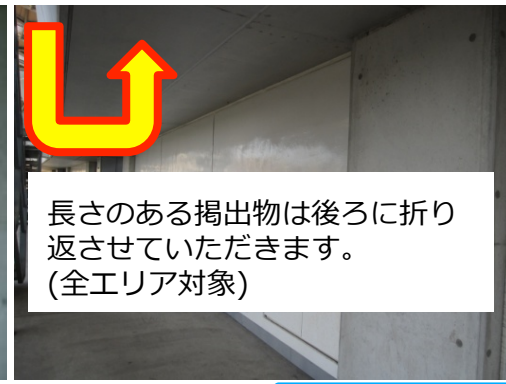 長さのある掲出物は後ろに折り
返させていただきます。
(全エリア対象)